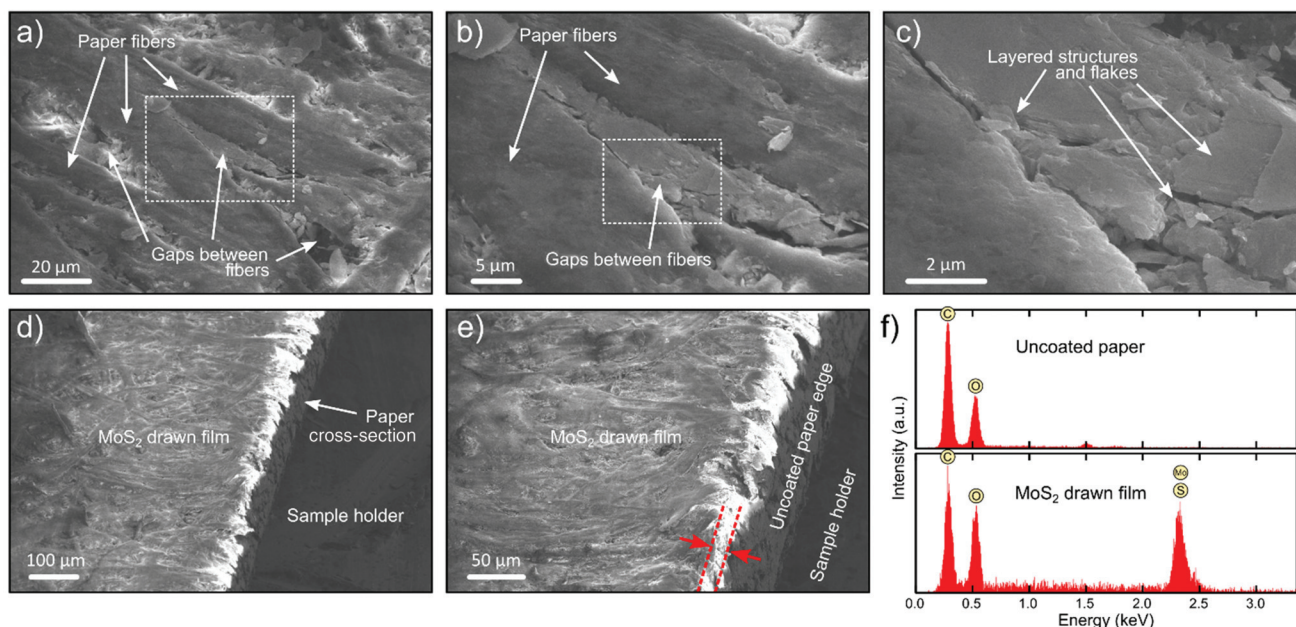 a)
Paper fibers
Gaps between
fibers
20 µm
b)
Paper fibers
Gaps between fibers
5 µm
c)
Layered structures
and flakes
2 µm
d)
MoS₂ drawn film
Paper
cross-section
Sample holder
100 µm
e)
MoS₂ drawn film
Uncoated paper edge
Sample holder
50 µm
f)
C
O
Uncoated paper
C
O
Mo
S
MoS₂ drawn film
Intensity (a.u.)
0.0 0.5 1.0 1.5 2.0 2.5 3.0
Energy (keV)